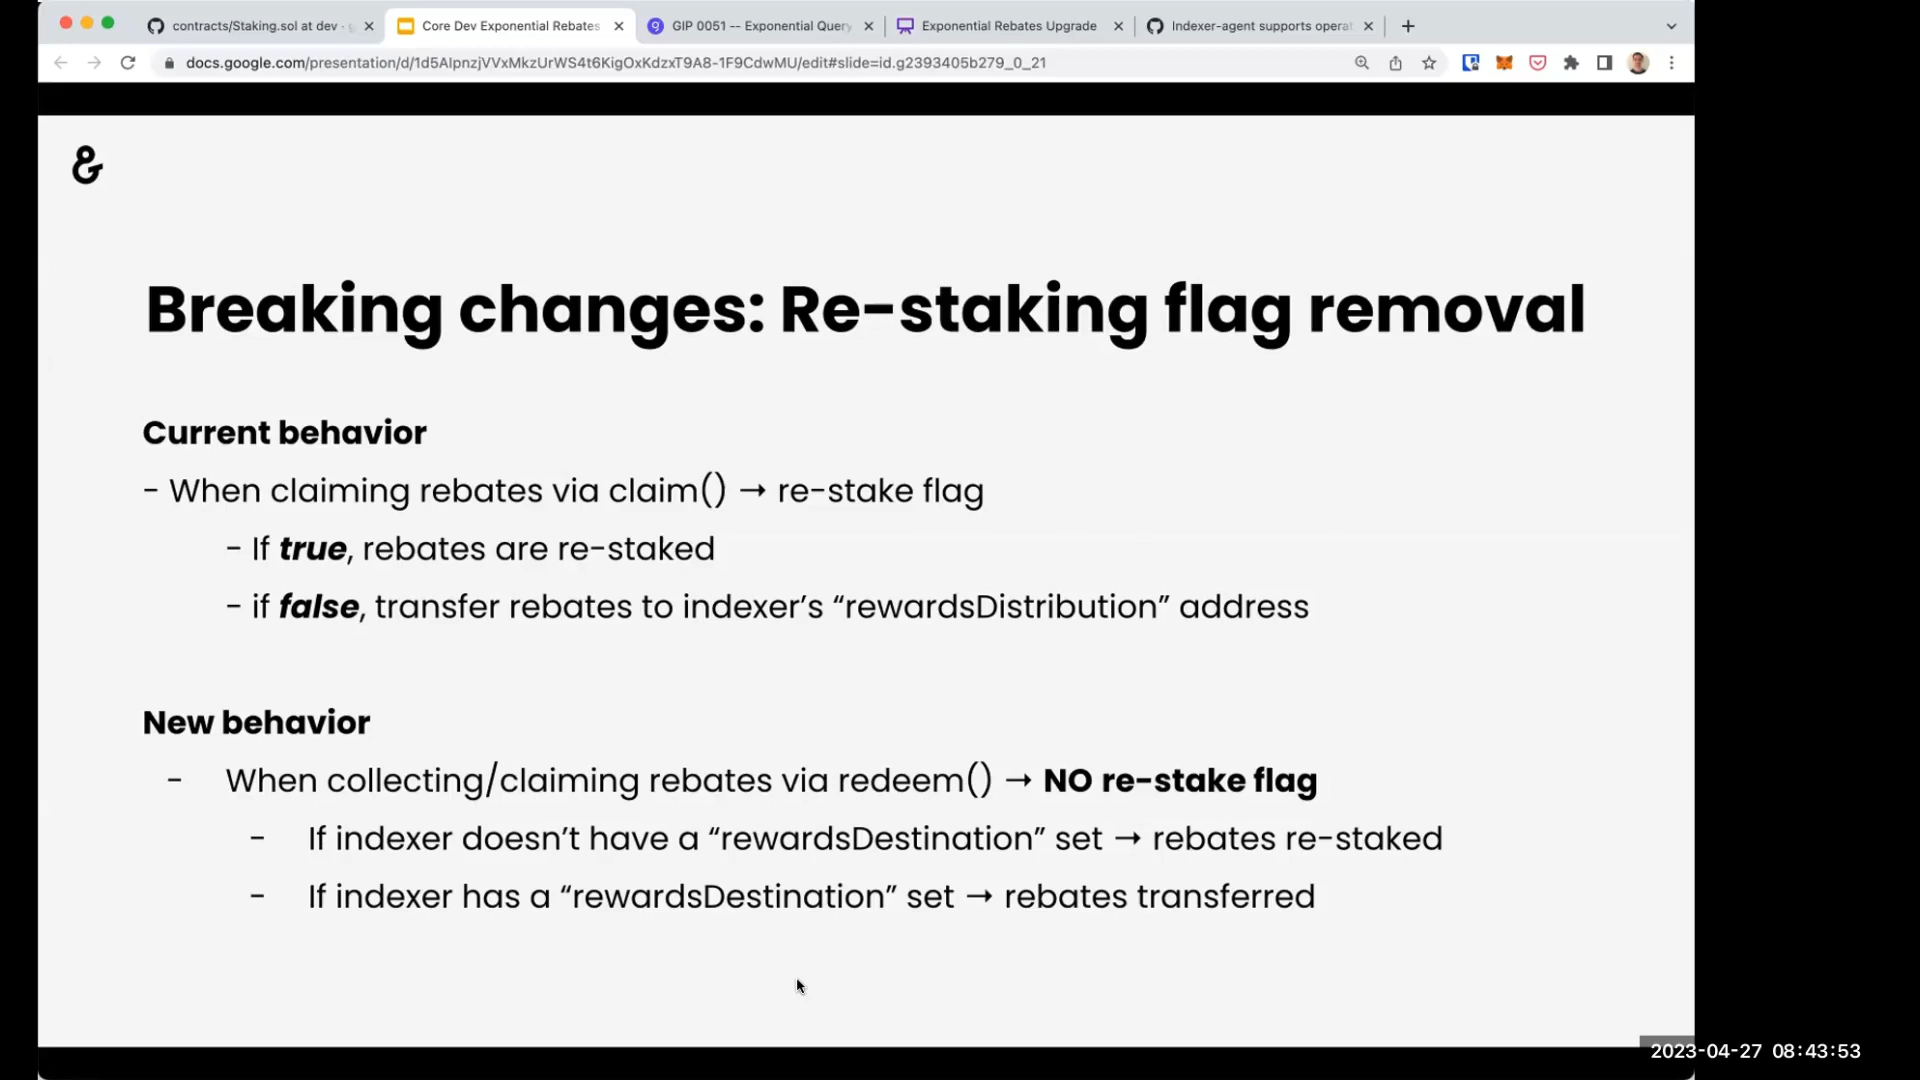 contracts/Staking.sol at dev ·
Core Dev Exponential Rebates
GIP 0051 -- Exponential Query
Exponential Rebates Upgrade
Indexer-agent supports operat
docs.google.com/presentation/d/1d5AIpnzjVVxMkzUrWS4t6KigOxKdzxT9A8-1F9CdwMU/edit#slide=id.g2393405b279_0_21
&
Breaking changes: Re-staking flag removal
Current behavior
- When claiming rebates via claim() → re-stake flag
- If true, rebates are re-staked
- if false, transfer rebates to indexer's “rewardsDistribution” address
New behavior
- When collecting/claiming rebates via redeem() → NO re-stake flag
- If indexer doesn't have a “rewardsDestination” set → rebates re-staked
- If indexer has a “rewardsDestination” set → rebates transferred
2023-04-27 08:43:53